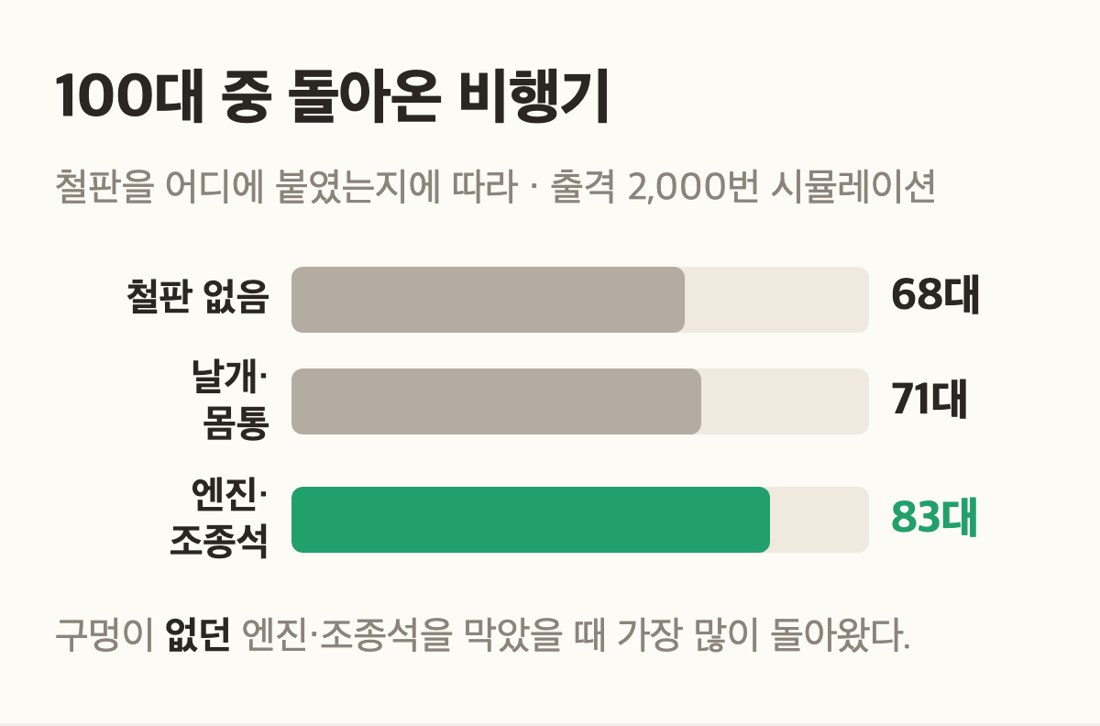 100대 중 돌아온 비행기
철판을 어디에 붙였는지에 따라 · 출격 2,000번 시뮬레이션
철판 없음
68대
날개·
몸통
71대
엔진·
조종석
83대
구멍이 없던 엔진·조종석을 막았을 때 가장 많이 돌아왔다.